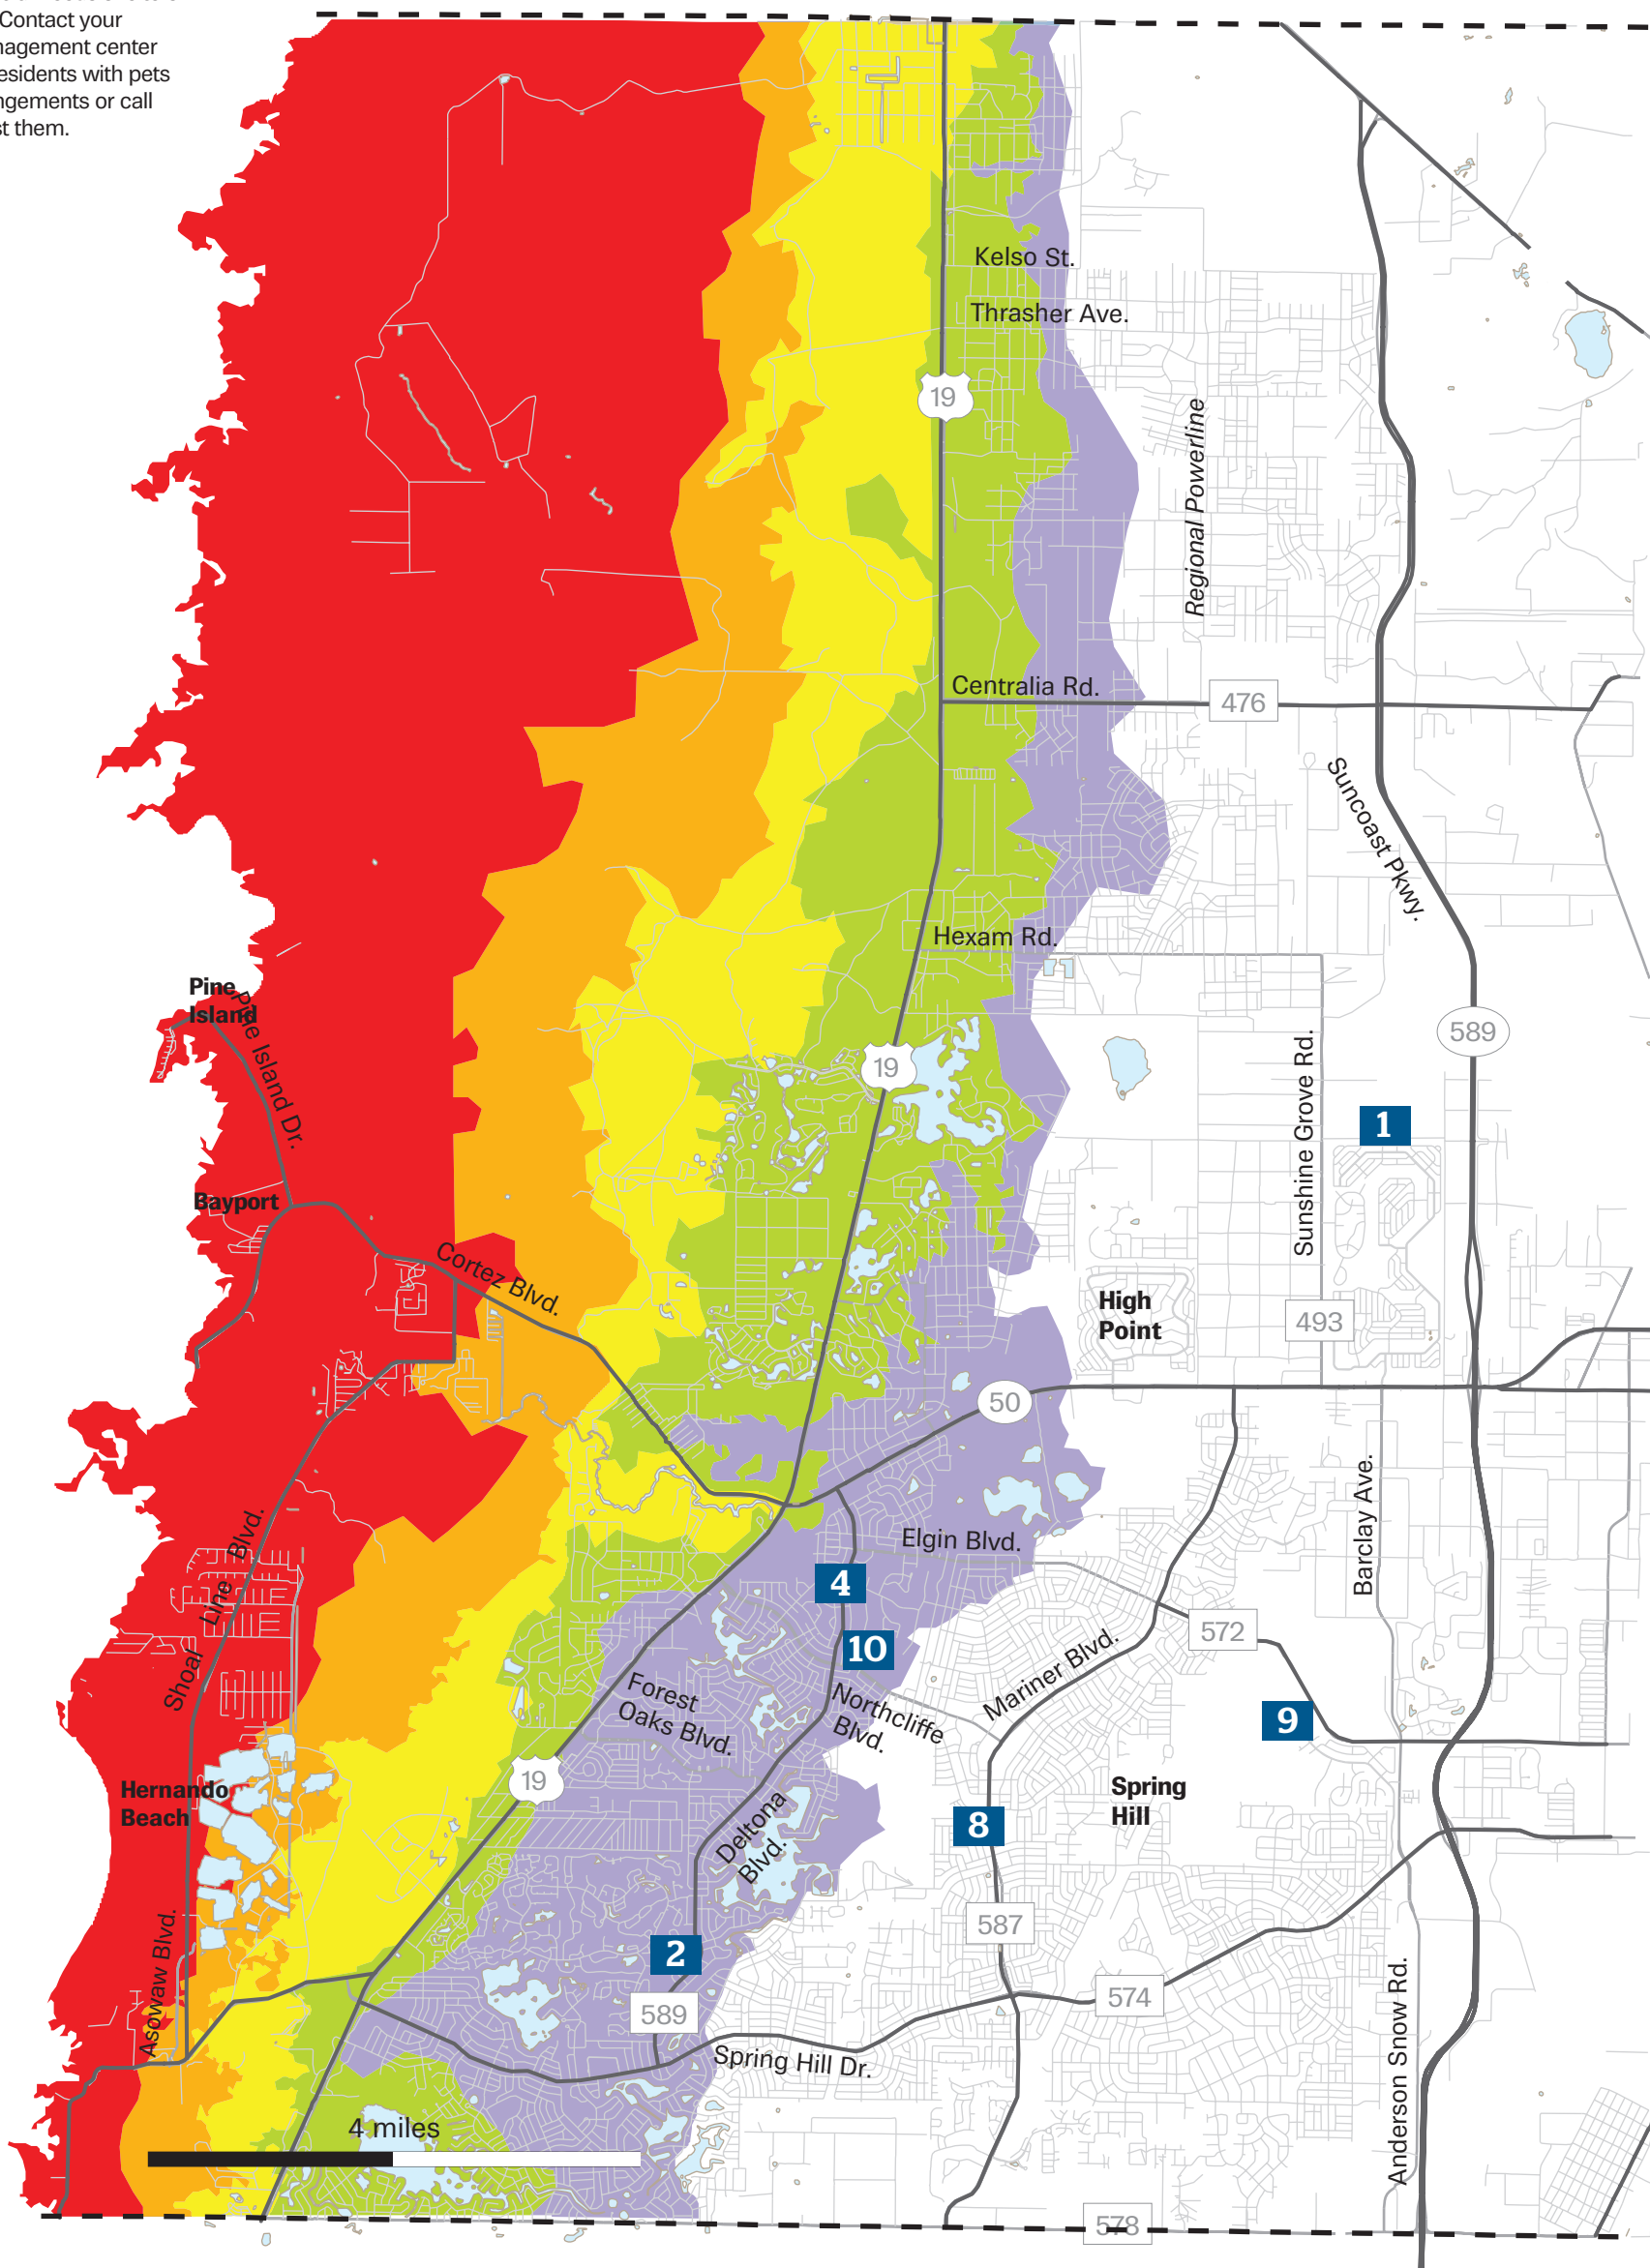 Contact your
nagement center
esidents with pets
ngements or call
st them.
Kelso St.
Thrasher Ave.
19
Regional Powerline
Centralia Rd.
476
Suncoast Pkwy.
Hexam Rd.
Pine
Island
Pine Island Dr.
19
589
Sunshine Grove Rd.
1
Bayport
Cortez Blvd.
High
Point
493
50
Barclay Ave.
Elgin Blvd.
Shoal Line Blvd.
4
10
572
Mariner Blvd.
Forest
Oaks Blvd.
Northcliffe
Blvd.
9
19
Hernando
Beach
Spring
Hill
8
Deltona
Blvd.
587
Asowaw Blvd.
2
589
574
Spring Hill Dr.
Anderson Snow Rd.
4 miles
578